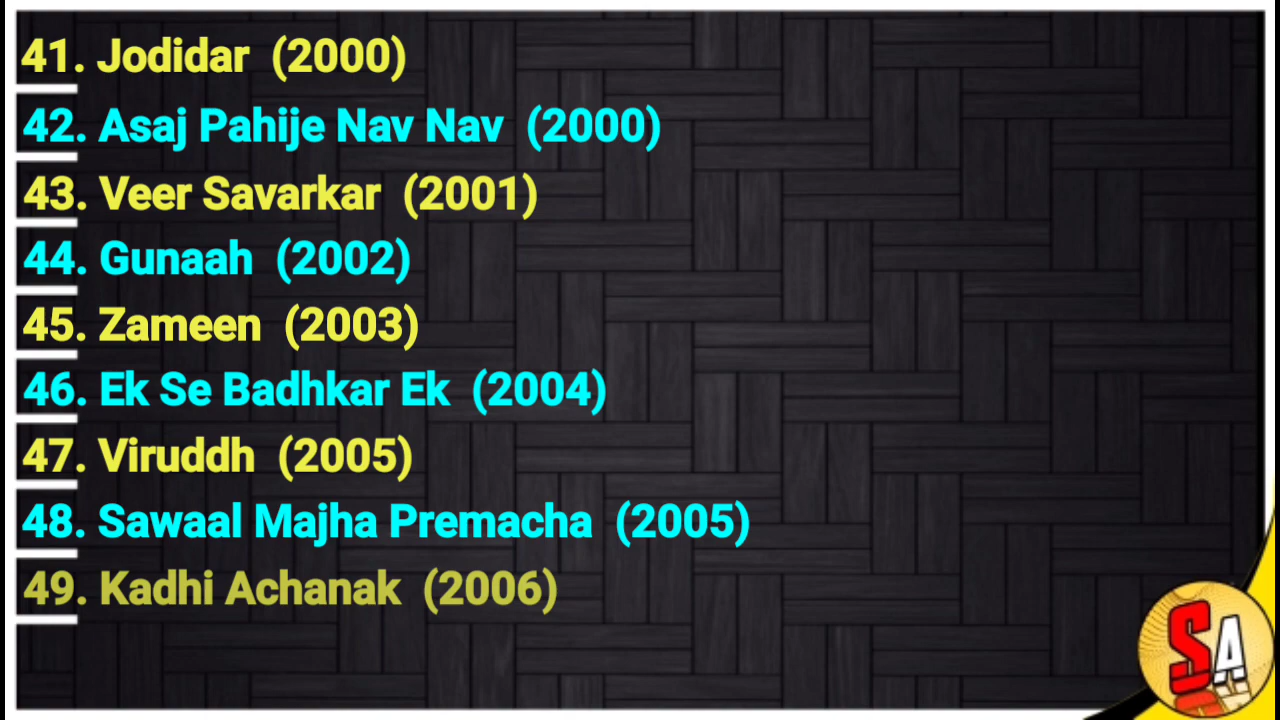 41. Jodidar (2000)
42. Asaj Pahije Nav Nav (2000)
43. Veer Savarkar (2001)
44. Gunaah (2002)
45. Zameen (2003)
46. Ek Se Badhkar Ek (2004)
47. Viruddh (2005)
48. Sawaal Majha Premacha (2005)
49. Kadhi Achanak (2006)
SA